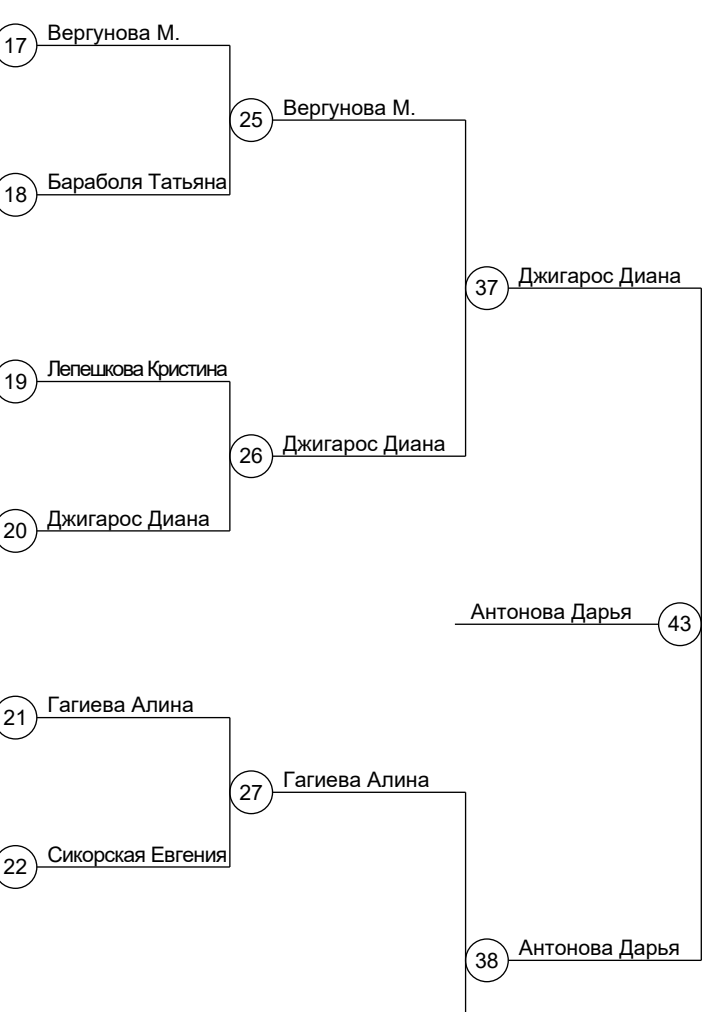 17 Вергунова М.
25 Вергунова М.
18 Бараболя Татьяна
37 Джигарос Диана
19 Лепешкова Кристина
26 Джигарос Диана
20 Джигарос Диана
Антонова Дарья 43
21 Гагиева Алина
27 Гагиева Алина
22 Сикорская Евгения
38 Антонова Дарья